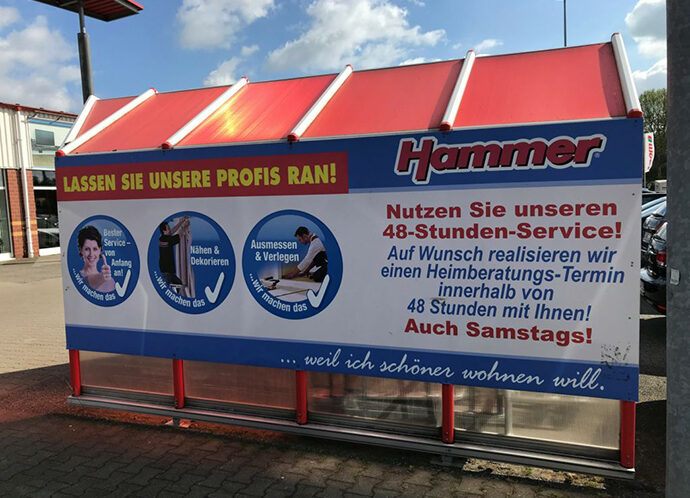 LASSEN SIE UNSERE PROFIS RAN!
Hammer®
Bester
Service –
von
Anfang
an!
...wir machen das
Nähen &
Dekorieren
...wir machen das
Ausmessen
& Verlegen
...wir machen das
Nutzen Sie unseren
48-Stunden-Service!
Auf Wunsch realisieren wir
einen Heimberatungs-Termin
innerhalb von
48 Stunden mit Ihnen!
Auch Samstags!
... weil ich schöner wohnen will.